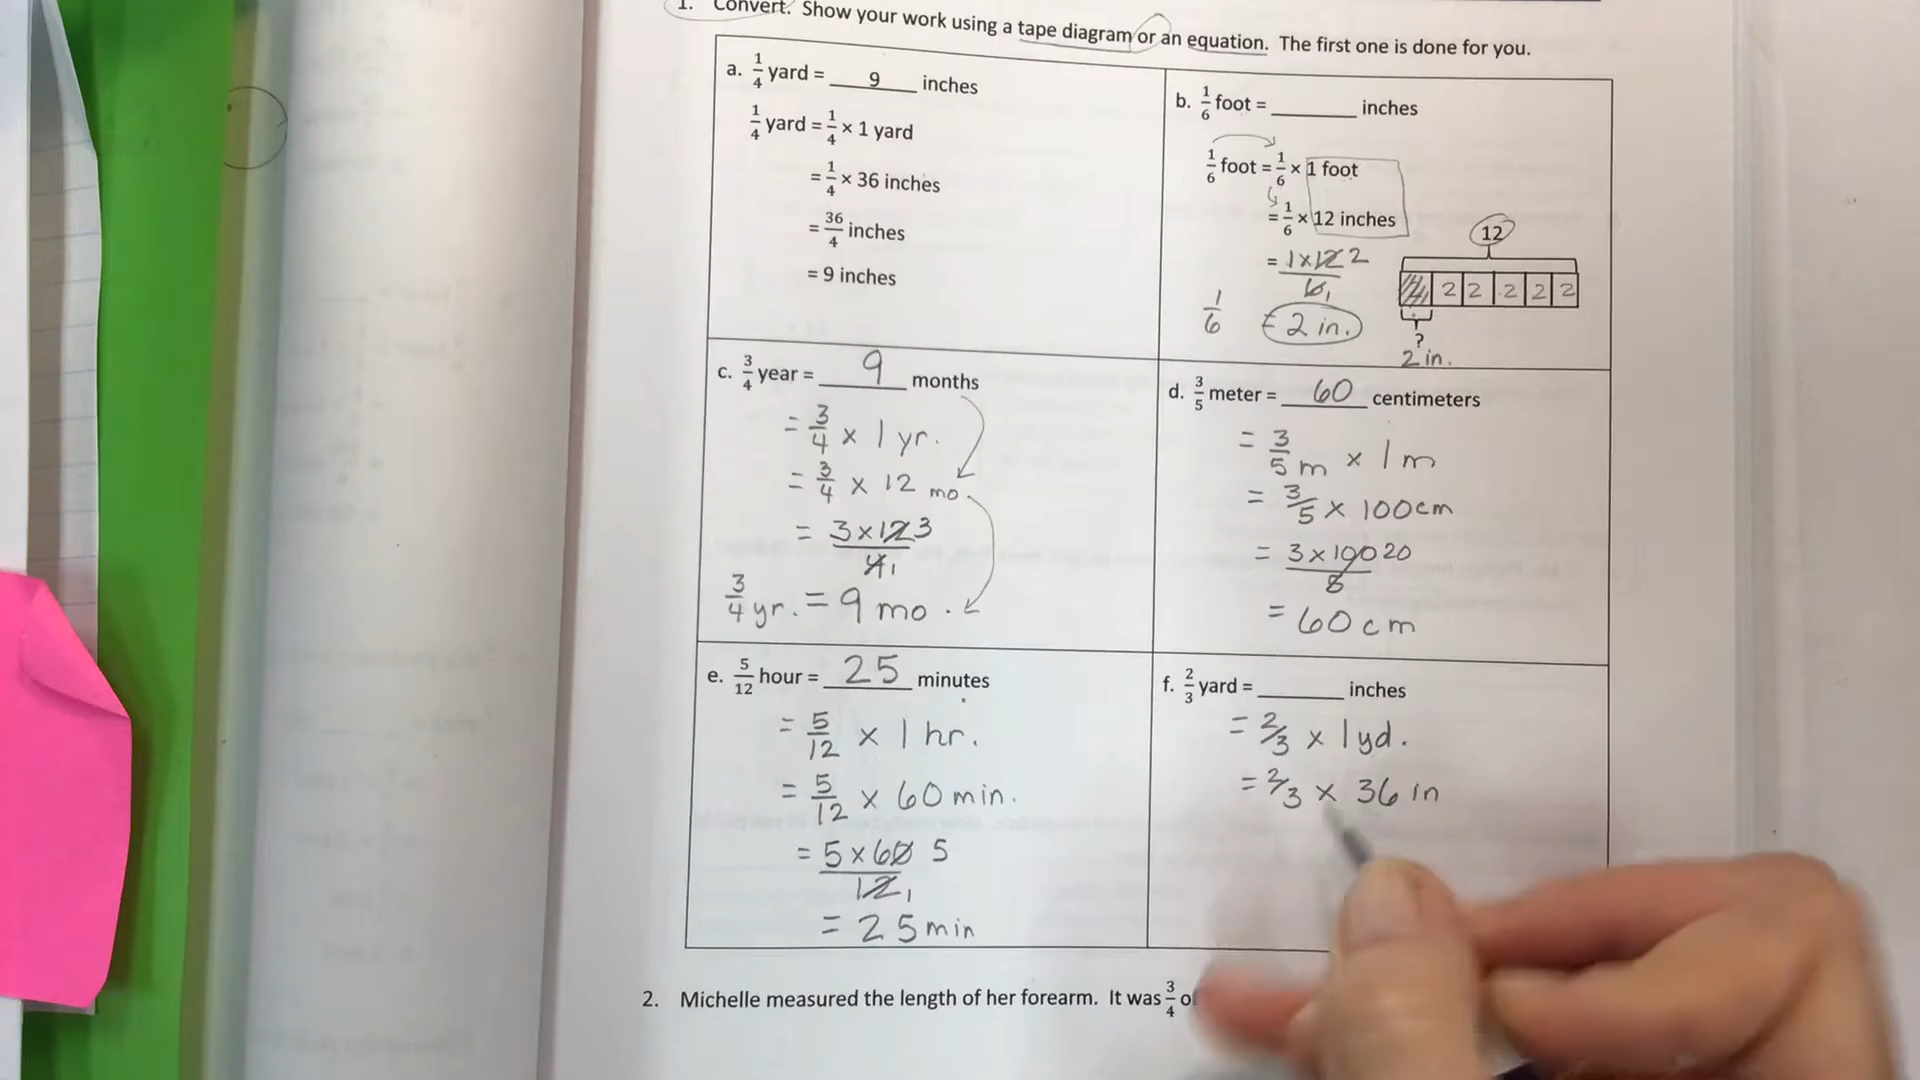 1. Convert. Show your work using a tape diagram or an equation. The first one is done for you.
a. 1/4 yard = 9 inches
1/4 yard = 1/4 × 1 yard
= 1/4 × 36 inches
= 36/4 inches
= 9 inches
b. 1/6 foot = ______ inches
1/6 foot = 1/6 × 1 foot
= 1/6 × 12 inches
= 1×12 2
6 1
1/6 = 2 in.
12
2 2 2 2 2
?
2 in.
c. 3/4 year = 9 months
= 3/4 × 1 yr.
= 3/4 × 12 mo.
= 3×12 3
4 1
3/4 yr. = 9 mo.
d. 3/5 meter = 60 centimeters
= 3/5 m × 1 m
= 3/5 × 100cm
= 3×100 20
5
= 60 cm
e. 5/12 hour = 25 minutes
= 5/12 × 1 hr.
= 5/12 × 60 min.
= 5×60 5
12 1
= 25 min
f. 2/3 yard = ______ inches
= 2/3 × 1 yd.
= 2/3 × 36 in
2. Michelle measured the length of her forearm. It was 3/4